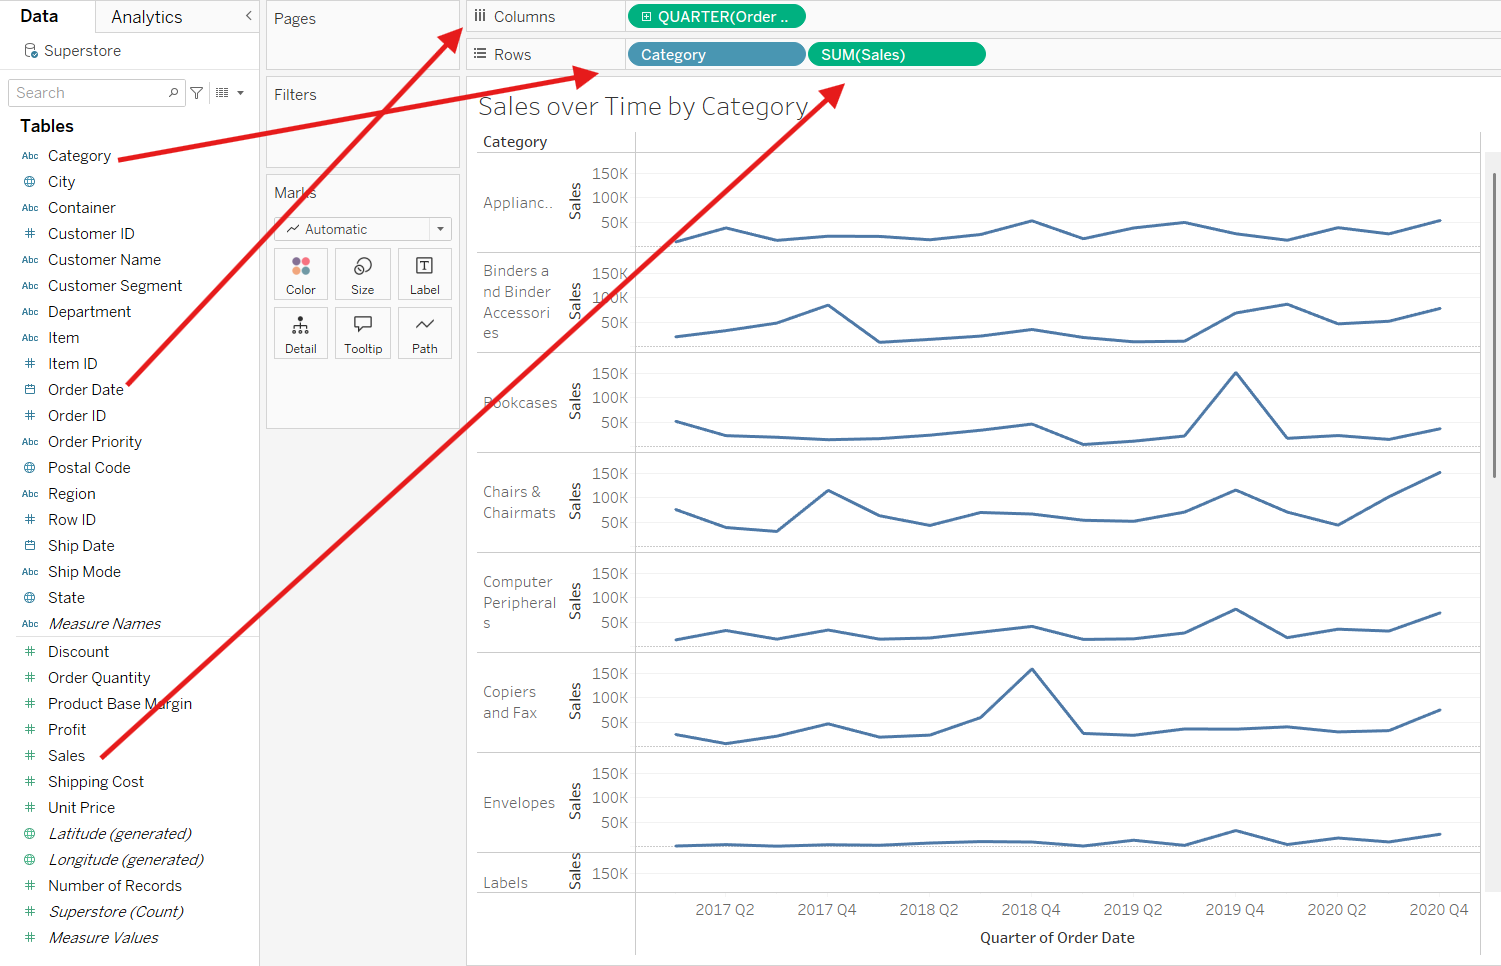 Data
Analytics
Superstore
Search
Tables
Abc Category
City
Abc Container
# Customer ID
Abc Customer Name
Abc Customer Segment
Abc Department
Abc Item
# Item ID
Order Date
# Order ID
Abc Order Priority
Postal Code
Abc Region
# Row ID
Ship Date
Abc Ship Mode
State
Abc Measure Names
# Discount
# Order Quantity
# Product Base Margin
# Profit
# Sales
# Shipping Cost
# Unit Price
Latitude (generated)
Longitude (generated)
# Number of Records
# Superstore (Count)
# Measure Values
Pages
Filters
Marks
Automatic
Color
Size
Label
Detail
Tooltip
Path
Columns
QUARTER(Order ..
Rows
Category
SUM(Sales)
Sales over Time by Category
Category
Applianc..
Sales
150K
100K
50K
Binders a
nd Binder
Accessori
es
Sales
150K
100K
50K
Bookcases
Sales
150K
100K
50K
Chairs &
Chairmats
Sales
150K
100K
50K
Computer
Peripheral
s
Sales
150K
100K
50K
Copiers
and Fax
Sales
150K
100K
50K
Envelopes
Sales
150K
100K
50K
Labels
Sales
150K
2017 Q2
2017 Q4
2018 Q2
2018 Q4
2019 Q2
2019 Q4
2020 Q2
2020 Q4
Quarter of Order Date